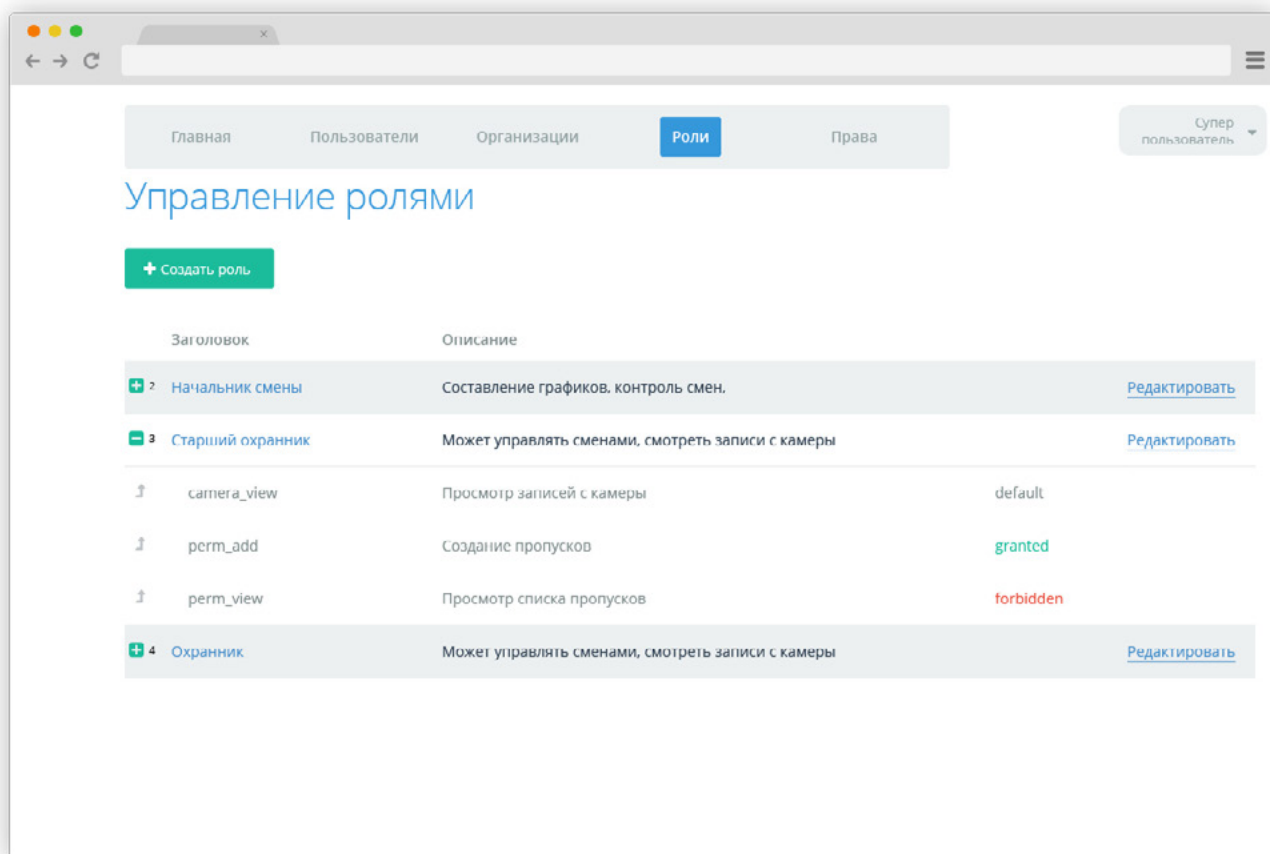 Главная Пользователи Организации Роли Права
Супер
пользователь
Управление ролями
Создать роль
Заголовок Описание
2 Начальник смены Составление графиков, контроль смен. Редактировать
3 Старший охранник Может управлять сменами, смотреть записи с камеры Редактировать
camera_view Просмотр записей с камеры default
perm_add Создание пропусков granted
perm_view Просмотр списка пропусков forbidden
4 Охранник Может управлять сменами, смотреть записи с камеры Редактировать